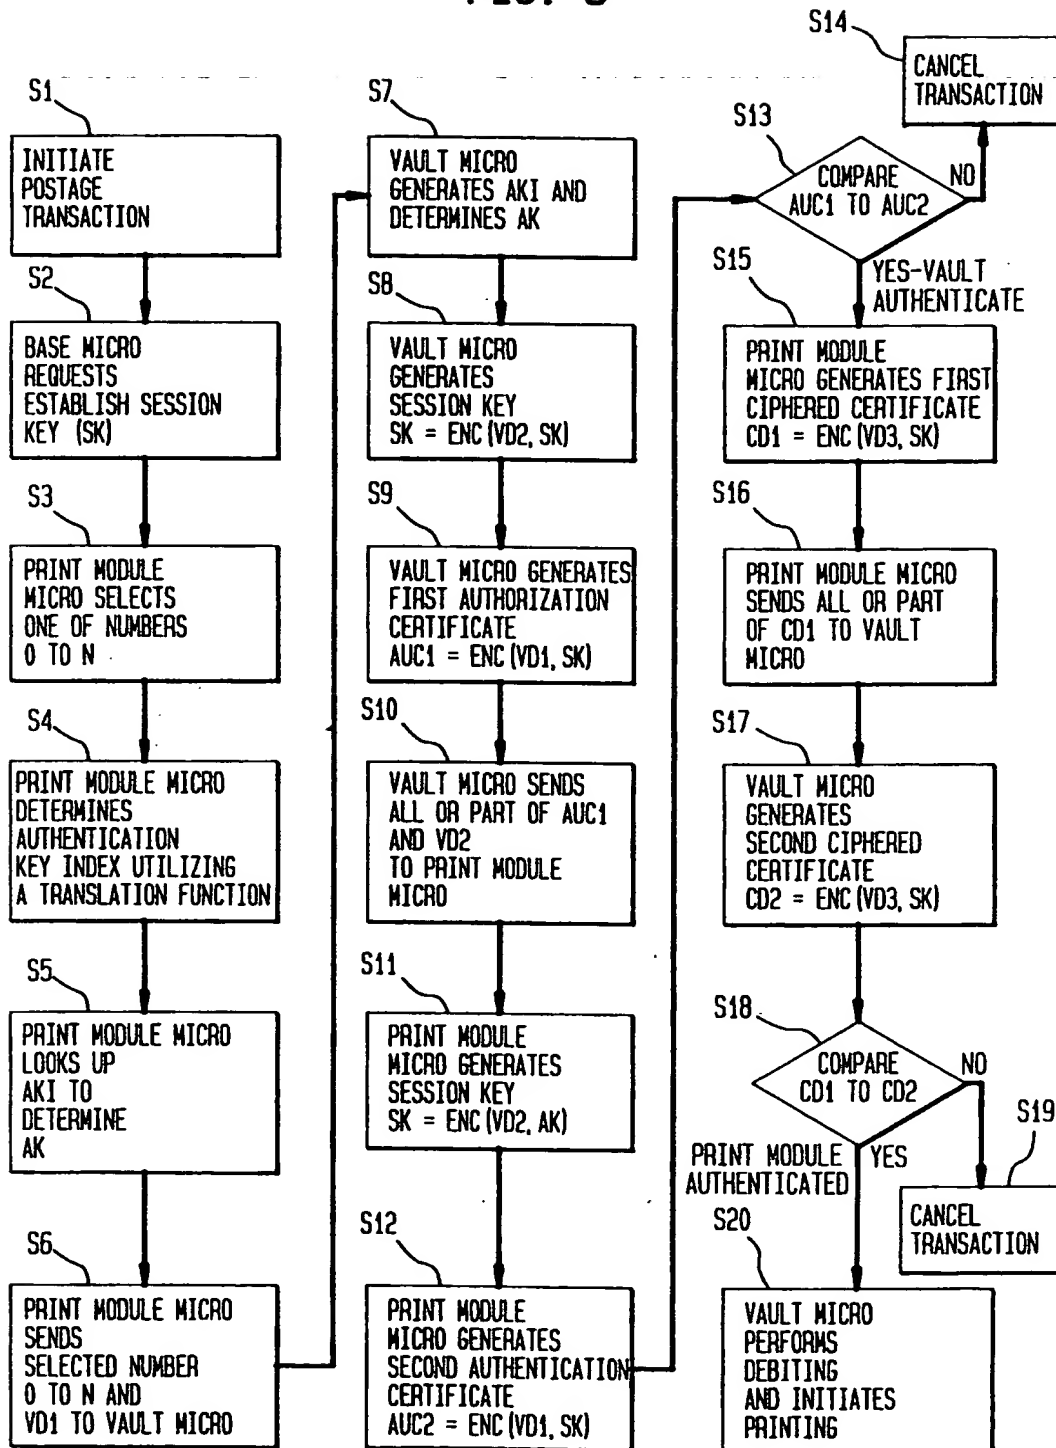 S1
INITIATE
POSTAGE
TRANSACTION
S2
BASE MICRO
REQUESTS
ESTABLISH SESSION
KEY (SK)
S3
PRINT MODULE
MICRO SELECTS
ONE OF NUMBERS
0 TO N
S4
PRINT MODULE MICRO
DETERMINES
AUTHENTICATION
KEY INDEX UTILIZING
A TRANSLATION FUNCTION
S5
PRINT MODULE MICRO
LOOKS UP
AKI TO
DETERMINE
AK
S6
PRINT MODULE MICRO
SENDS
SELECTED NUMBER
0 TO N AND
VD1 TO VAULT MICRO
S7
VAULT MICRO
GENERATES AKI AND
DETERMINES AK
S8
VAULT MICRO
GENERATES
SESSION KEY
SK = ENC(VD2, SK)
S9
VAULT MICRO GENERATES
FIRST AUTHORIZATION
CERTIFICATE
AUC1 = ENC(VD1, SK)
S10
VAULT MICRO SENDS
ALL OR PART OF AUC1
AND VD2
TO PRINT MODULE
MICRO
S11
PRINT MODULE
MICRO GENERATES
SESSION KEY
SK = ENC(VD2, AK)
S12
PRINT MODULE
MICRO GENERATES
SECOND AUTHENTICATION
CERTIFICATE
AUC2 = ENC(VD1, SK)
S13
COMPARE
AUC1 TO AUC2
NO
S14
CANCEL
TRANSACTION
YES-VAULT
AUTHENTICATE
S15
PRINT MODULE
MICRO GENERATES FIRST
CIPHERED CERTIFICATE
CD1 = ENC(VD3, SK)
S16
PRINT MODULE MICRO
SENDS ALL OR PART
OF CD1 TO VAULT
MICRO
S17
VAULT MICRO
GENERATES
SECOND CIPHERED
CERTIFICATE
CD2 = ENC(VD3, SK)
S18
COMPARE
CD1 TO CD2
NO
S19
CANCEL
TRANSACTION
PRINT MODULE YES
AUTHENTICATED
S20
VAULT MICRO
PERFORMS
DEBITING
AND INITIATES
PRINTING